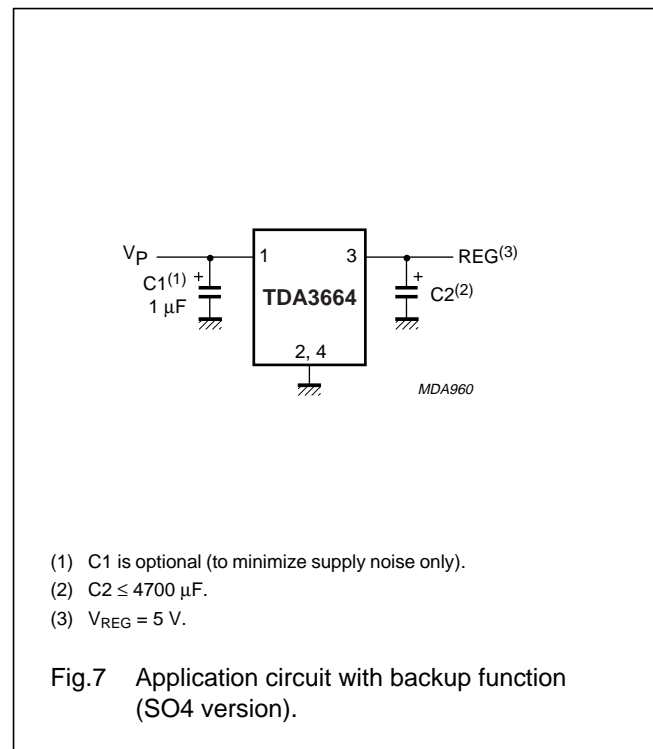 VP
C1(1) +
1 μF
1
3
TDA3664
2, 4
REG(3)
+
C2(2)
MDA960
(1) C1 is optional (to minimize supply noise only).
(2) C2 ≤ 4700 μF.
(3) VREG = 5 V.
Fig.7 Application circuit with backup function
(SO4 version).